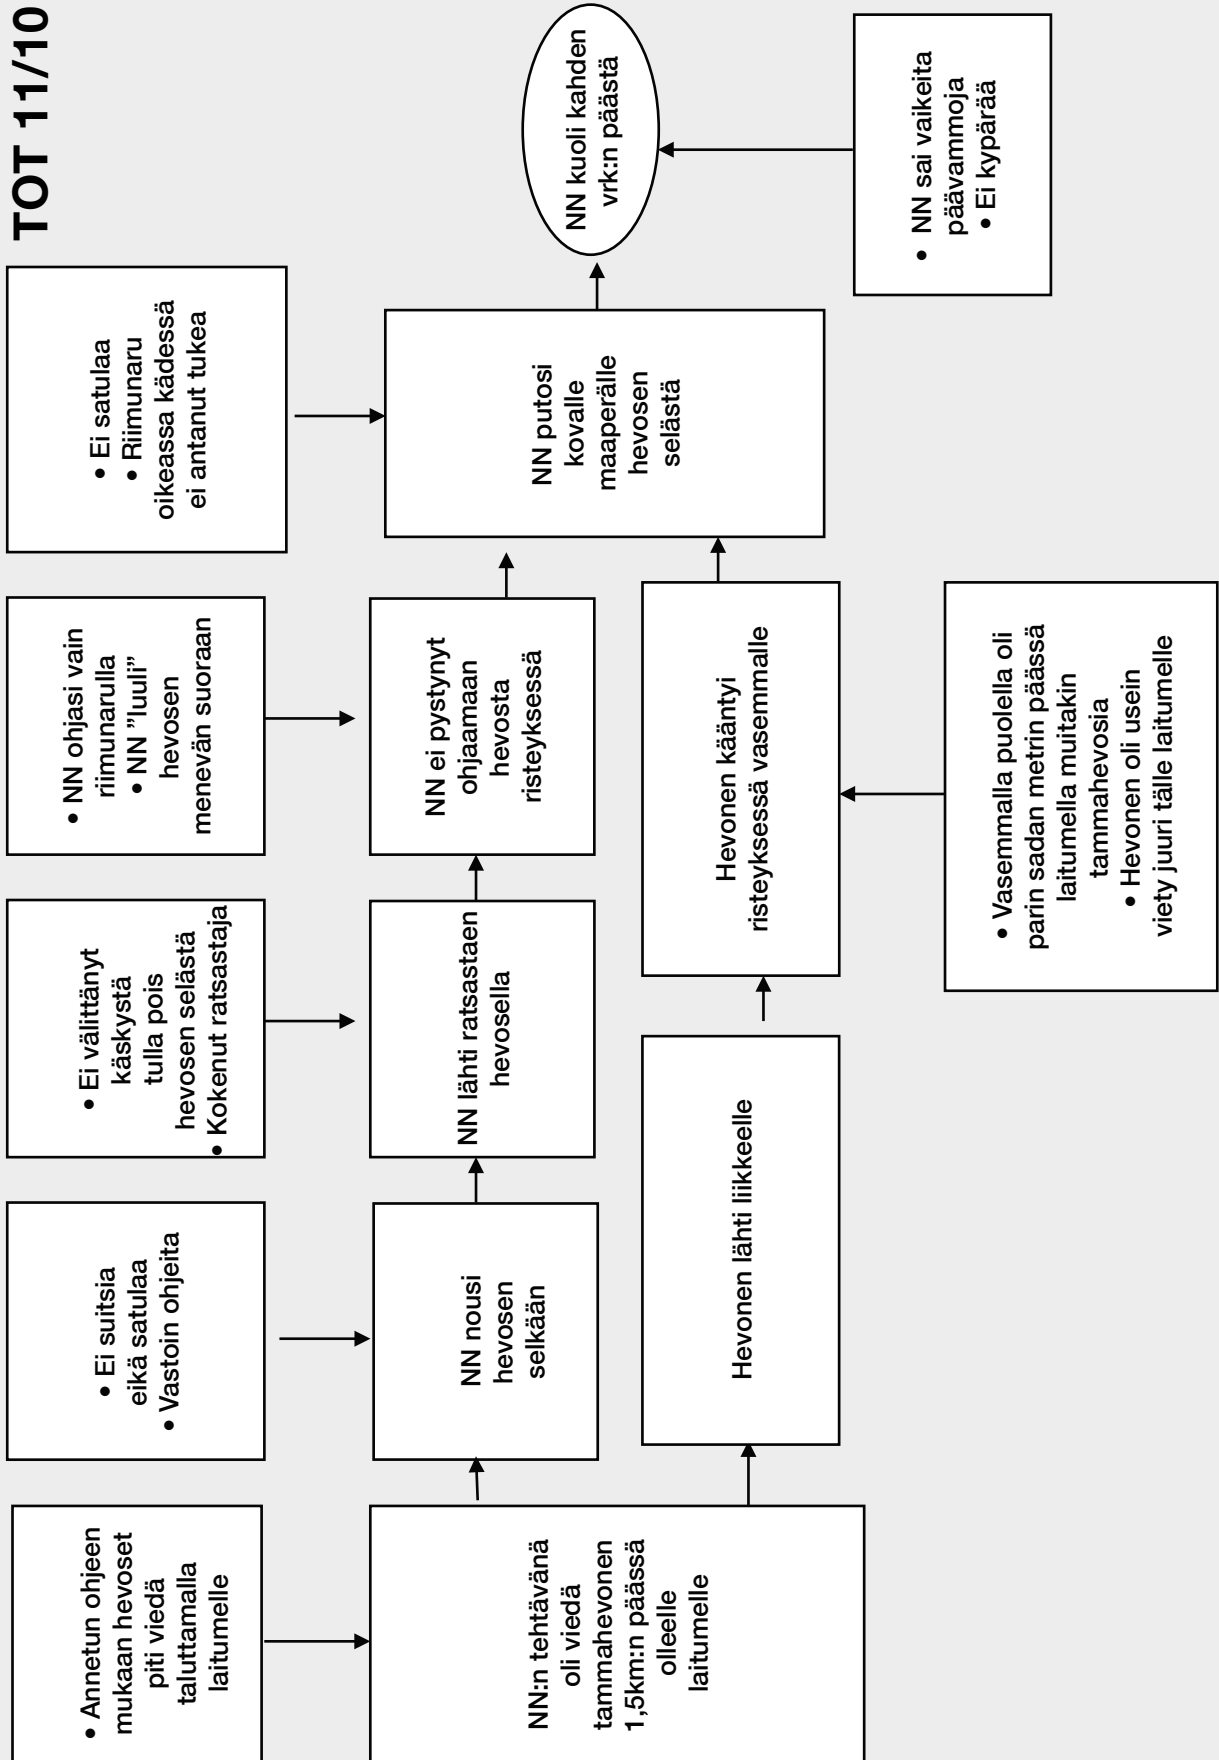 TOT 11/10
• Annetun ohjeen
mukaan hevoset
piti viedä
taluttamalla
laitumelle
• Ei suitsia
eikä satulaa
• Vastoin ohjeita
• Ei välittänyt
käskystä
tulla pois
hevosen selästä
• Kokenut ratsastaja
• NN ohjasi vain
riimunarulla
• NN ”luuli”
hevosen
menevän suoraan
• Ei satulaa
• Riimunaru
oikeassa kädessä
ei antanut tukea
NN:n tehtävänä
oli viedä
tammahevonen
1,5km:n päässä
olleelle
laitumelle
NN nousi
hevosen
selkään
NN lähti ratsastaen
hevosella
NN ei pystynyt
ohjaamaan
hevosta
risteyksessä
NN putosi
kovalle
maaperälle
hevosen
selästä
NN kuoli kahden
vrk:n päästä
Hevonen lähti liikkeelle
Hevonen kääntyi
risteyksessä vasemmalle
• Vasemmalla puolella oli
parin sadan metrin päässä
laitumella muitakin
tammahevosia
• Hevonen oli usein
viety juuri tälle laitumelle
• NN sai vaikeita
päävammoja
• Ei kypärää